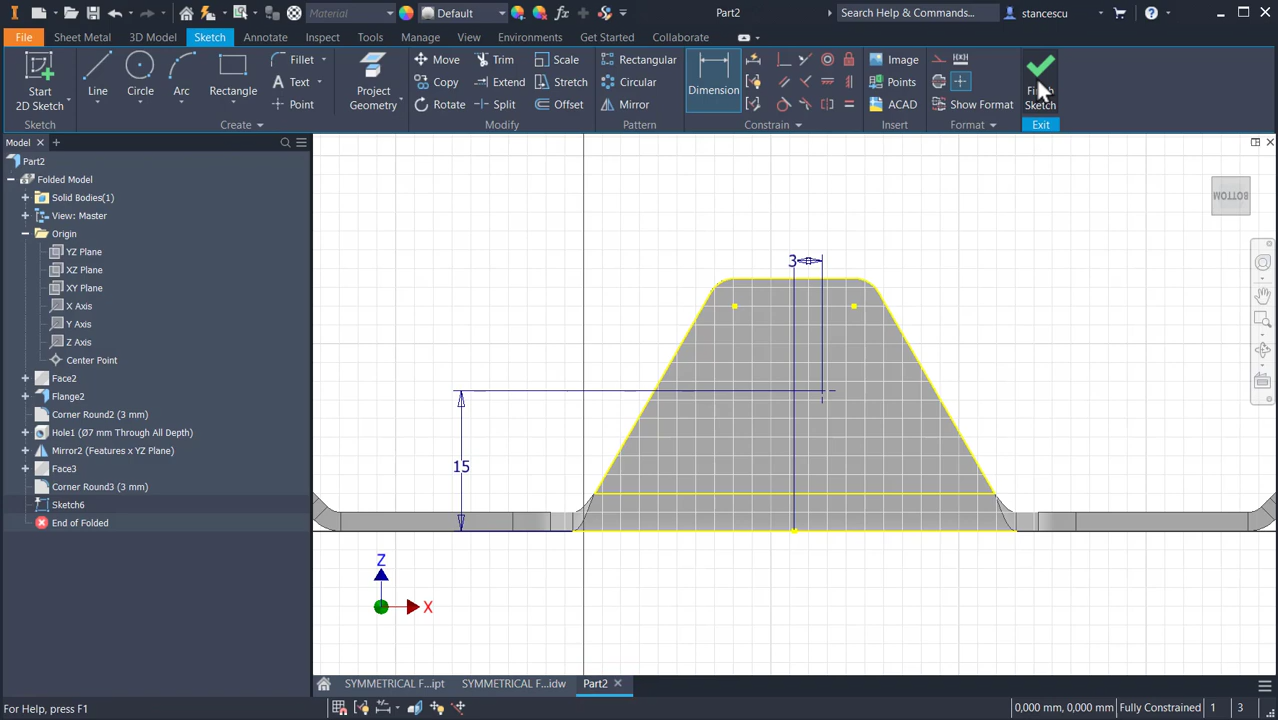 Material
Default
Part2
Search Help & Commands...
stancescu
File
Sheet Metal
3D Model
Sketch
Annotate
Inspect
Tools
Manage
View
Environments
Get Started
Collaborate
Start
2D Sketch
Line
Circle
Arc
Rectangle
Fillet
Text
Point
Project
Geometry
Move
Copy
Rotate
Trim
Extend
Split
Scale
Stretch
Offset
Rectangular
Circular
Mirror
Dimension
Image
Points
ACAD
Show Format
Finish
Sketch
Sketch
Create
Modify
Pattern
Constrain
Insert
Format
Exit
Model
Part2
Folded Model
Solid Bodies(1)
View: Master
Origin
YZ Plane
XZ Plane
XY Plane
X Axis
Y Axis
Z Axis
Center Point
Face2
Flange2
Corner Round2 (3 mm)
Hole1 (Ø7 mm Through All Depth)
Mirror2 (Features x YZ Plane)
Face3
Corner Round3 (3 mm)
Sketch6
End of Folded
BOTTOM
3
15
Z
X
SYMMETRICAL F...ipt
SYMMETRICAL F...idw
Part2
For Help, press F1
0,000 mm, 0,000 mm
Fully Constrained
1
3